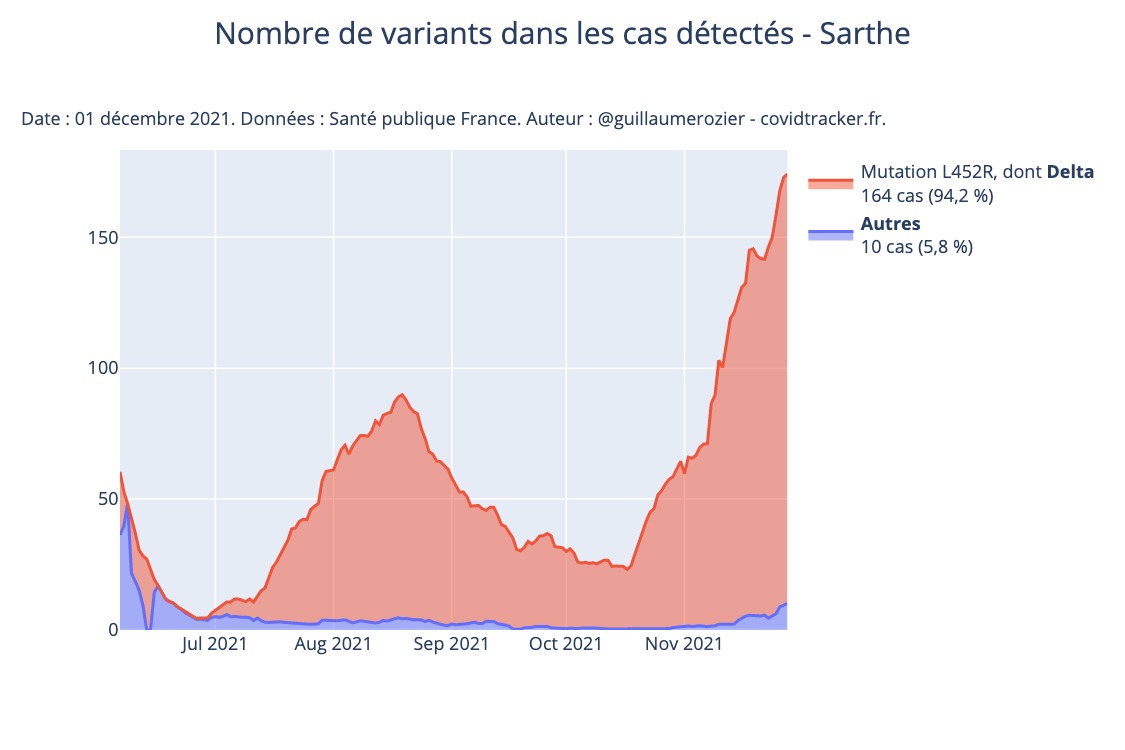 Nombre de variants dans les cas détectés - Sarthe
Date : 01 décembre 2021. Données : Santé publique France. Auteur : @guillaumerozier - covidtracker.fr.
Mutation L452R, dont Delta
164 cas (94,2 %)
Autres
10 cas (5,8 %)
150
100
50
0
Jul 2021
Aug 2021
Sep 2021
Oct 2021
Nov 2021